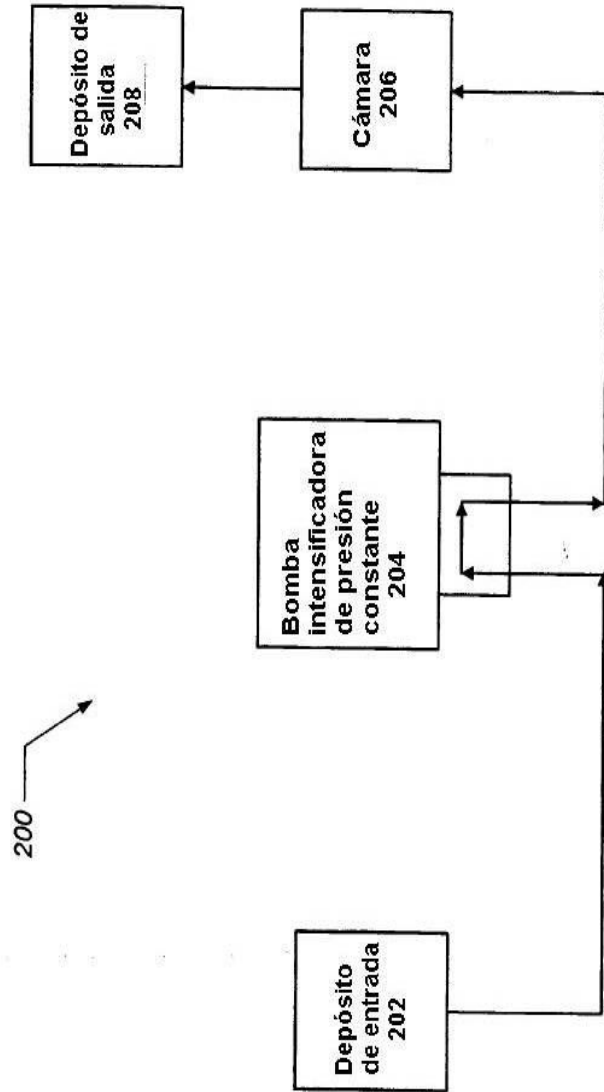 200
Depósito
de entrada
202
Bomba
intensificadora
de presión
constante
204
Cámara
206
Depósito de
salida
208